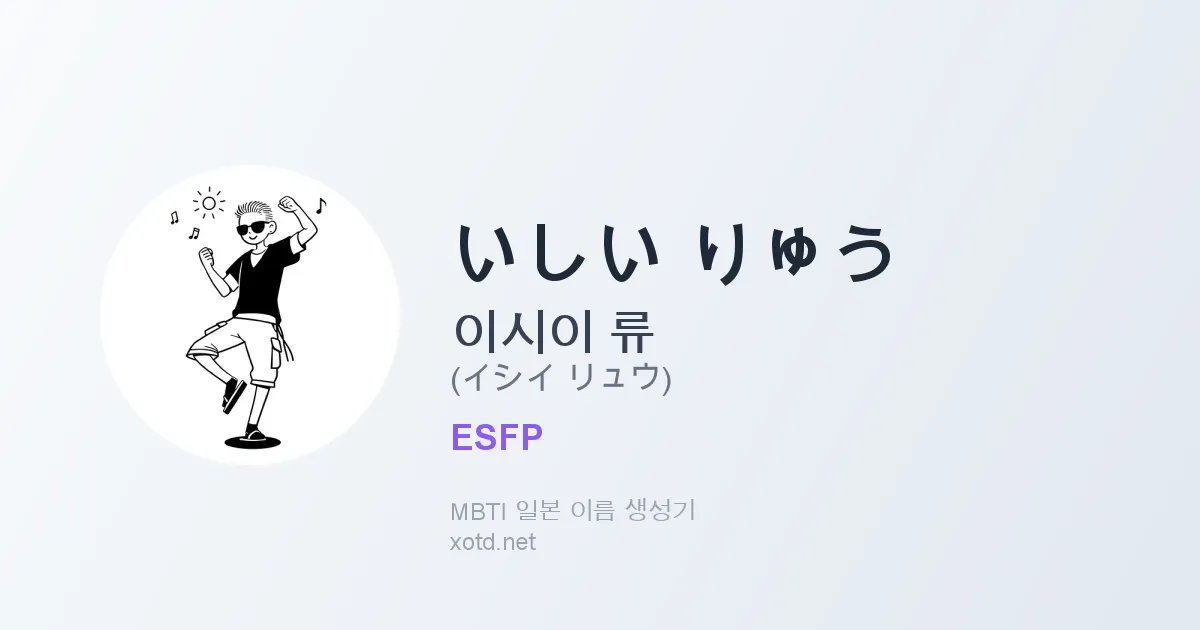 いしい りゅう
이시이 류
(イシイ リュウ)
ESFP
MBTI 일본 이름 생성기
xotd.net